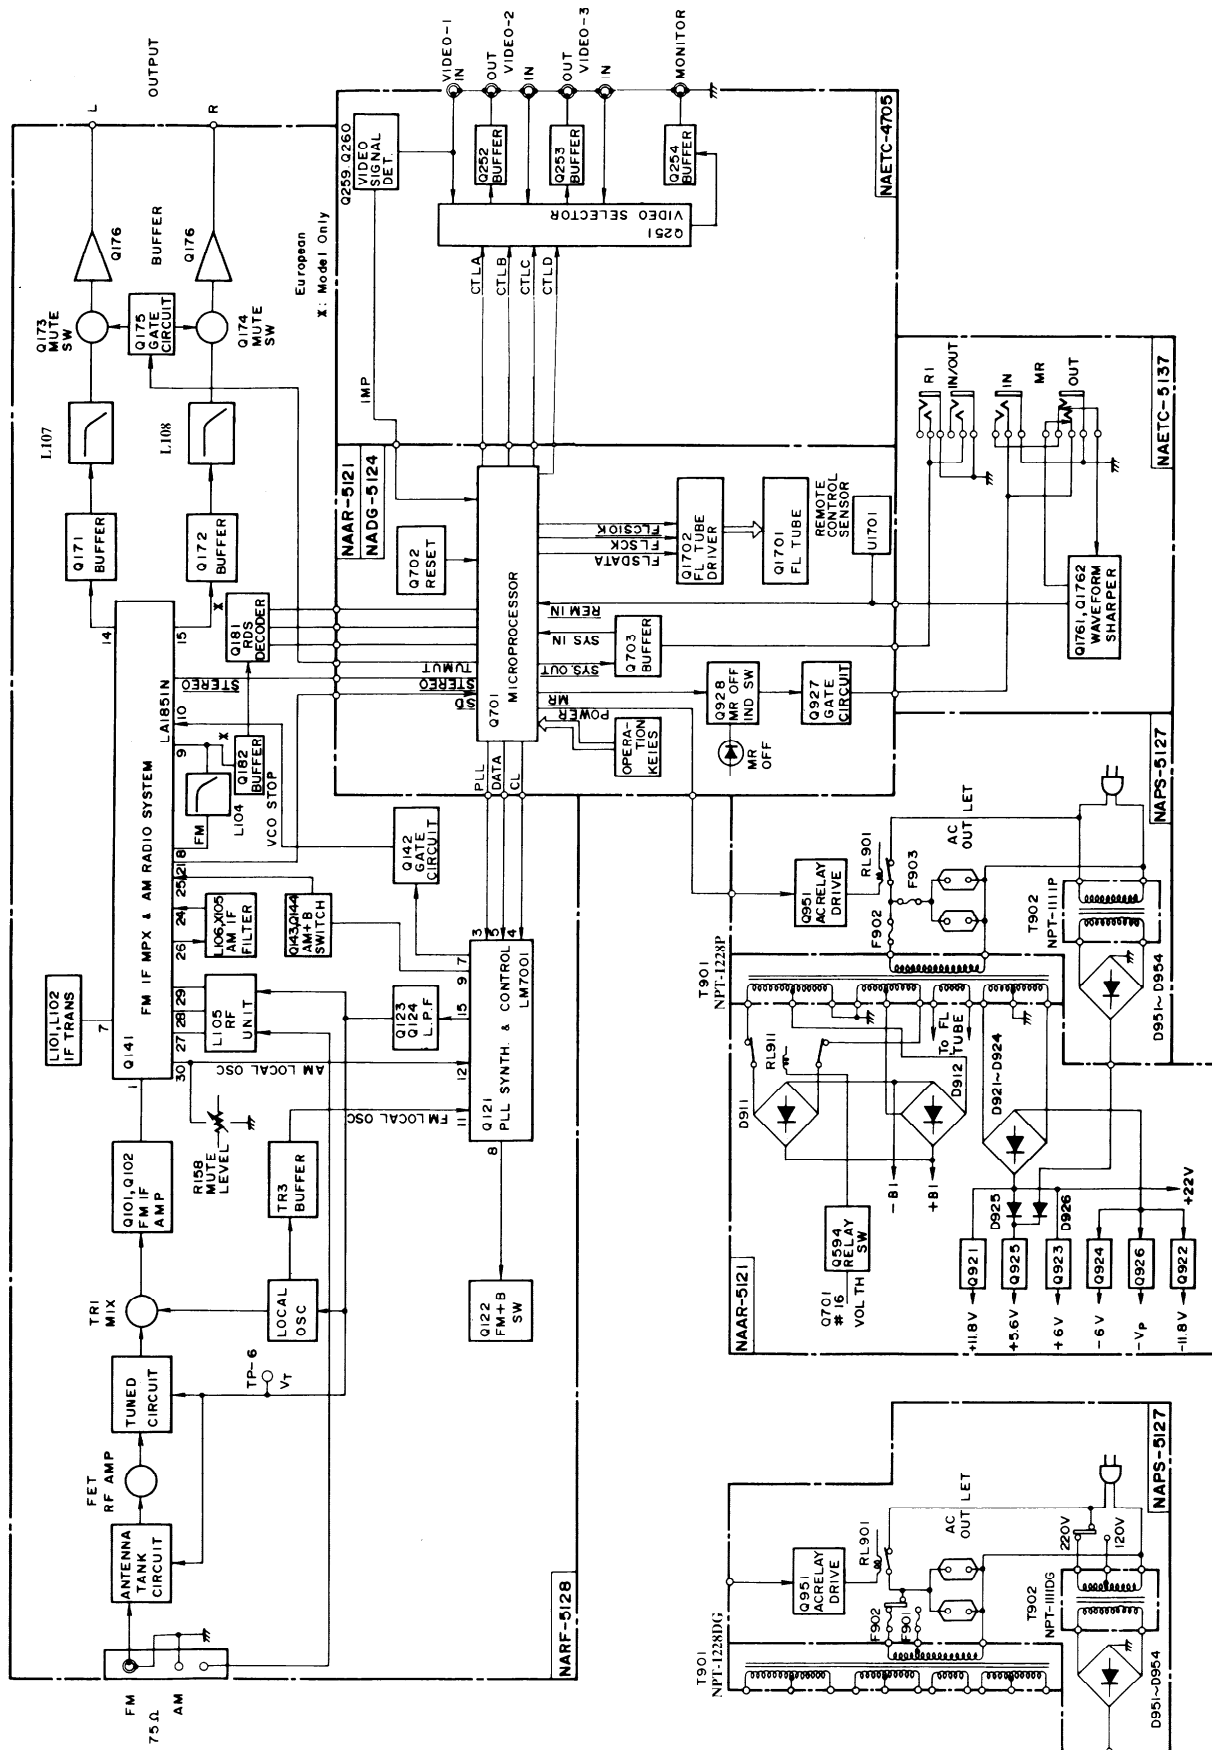 FM
75Ω
AM
ANTENNA
TANK
CIRCUIT
FET
RF AMP
TUNED
CIRCUIT
TP-6
VT
TRI
MIX
LOCAL
OSC
Q101, Q102
FM IF
AMP
TR3
BUFFER
R158
MUTE
LEVEL
L101, L102
IF TRANS
Q141
FM IF MPX & AM RADIO SYSTEM
LA1851N
1
7
30
27
28
29
26
24
25
21
8
9
10
14
15
L105
RF
UNIT
L106, X105
AM IF
FILTER
Q143, Q144
AM+B
SWITCH
FM
L104
Q182
BUFFER
X
VCO STOP
AM LOCAL OSC
FM LOCAL OSC
Q122
FM+B
SW
Q121
PLL SYNTH. & CONTROL
LM7001
8
11
12
15
9
7
3
5
4
Q123
Q124
L.P.F
Q142
GATE
CIRCUIT
PLL
DATA
CL
Q181
RDS
DECODER
X
STEREO
Q171
BUFFER
Q172
BUFFER
L107
L108
Q173
MUTE
SW
Q175
GATE
CIRCUIT
Q174
MUTE
SW
Q176
BUFFER
Q176
L
R
OUTPUT
NARF-5128
European
X: Model Only
NAAR-5121
NADG-5124
Q702
RESET
Q701
MICROPROCESSOR
TUMUT
STEREO
SD
MR
POWER
OPERA-
TION
KEIES
FLCSIOK
FLSCK
FLSDATA
Q1702
FL TUBE
DRIVER
Q1701
FL TUBE
REMOTE
CONTROL
SENSOR
U1701
REM IN
SYS IN
SYS. OUT
Q703
BUFFER
Q928
MR OFF
IND SW
MR
OFF
Q927
GATE
CIRCUIT
IMP
CTLA
CTLB
CTLC
CTLD
Q259, Q260
VIDEO
SIGNAL
DET.
Q251
VIDEO SELECTOR
Q252
BUFFER
Q253
BUFFER
Q254
BUFFER
VIDEO-1
IN
OUT
VIDEO-2
IN
OUT
VIDEO-3
IN
MONITOR
NAETC-4705
RI
IN/OUT
IN
MR
OUT
Q1761, Q1762
WAVEFORM
SHARPER
NAETC-5137
NAPS-5127
Q951
ACRELAY
DRIVE
RL901
F903
F902
AC
OUTLET
T902
NPT-1111P
D951~D954
T901
NPT-1228P
RL911
D911
D912
To FL
TUBE
D921~D924
-B1
+B1
D925
D926
+22V
Q701
#16
VOL TH
Q594
RELAY
SW
NAAR-5121
Q921
Q925
Q923
Q924
Q926
Q922
+11.8V
+5.6V
+6V
-6V
-VP
-11.8V
T901
NPT-1228DG
Q951
ACRELAY
DRIVE
RL901
F902
F901
AC
OUTLET
220V
120V
T902
NPT-1111DG
D951~D954
NAPS-5127